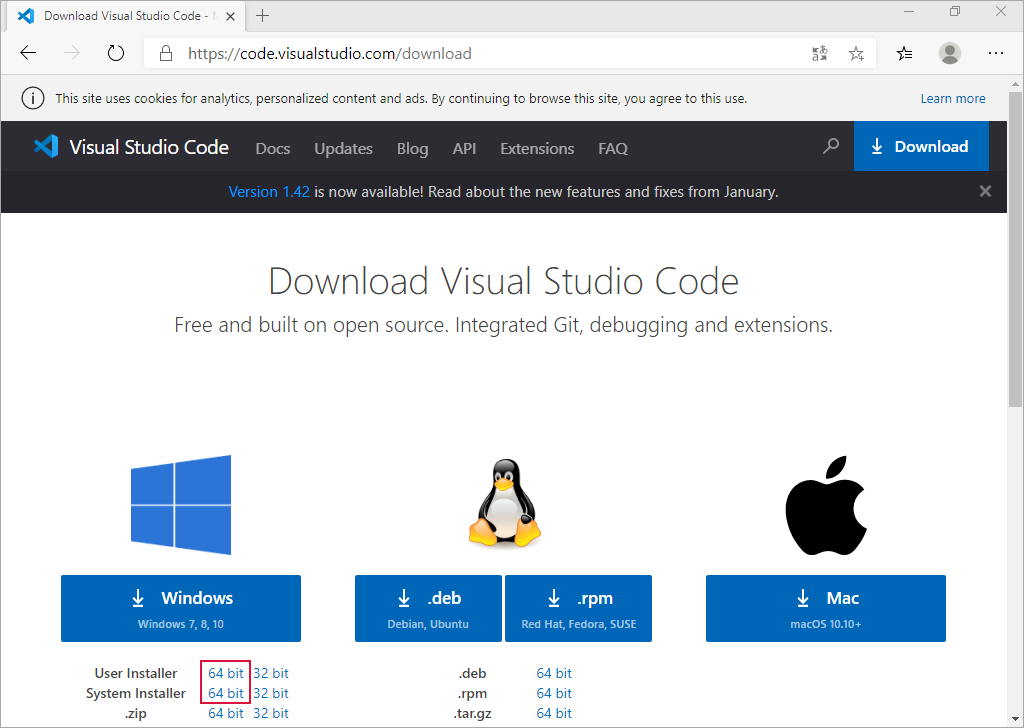 Download Visual Studio Code -
https://code.visualstudio.com/download
This site uses cookies for analytics, personalized content and ads. By continuing to browse this site, you agree to this use. Learn more
Visual Studio Code Docs Updates Blog API Extensions FAQ Download
Version 1.42 is now available! Read about the new features and fixes from January.
Download Visual Studio Code
Free and built on open source. Integrated Git, debugging and extensions.
Windows .deb .rpm Mac
Windows 7, 8, 10 Debian, Ubuntu Red Hat, Fedora, SUSE macOS 10.10+
User Installer 64 bit 32 bit .deb 64 bit
System Installer 64 bit 32 bit .rpm 64 bit
.zip 64 bit 32 bit .tar.gz 64 bit